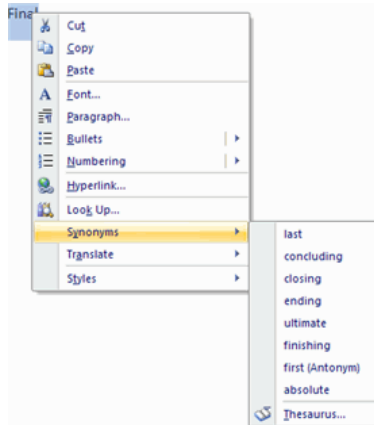 Final
Cut
Copy
Paste
Font...
Paragraph...
Bullets
Numbering
Hyperlink...
Look Up...
Synonyms
Translate
Styles
last
concluding
closing
ending
ultimate
finishing
first (Antonym)
absolute
Thesaurus...